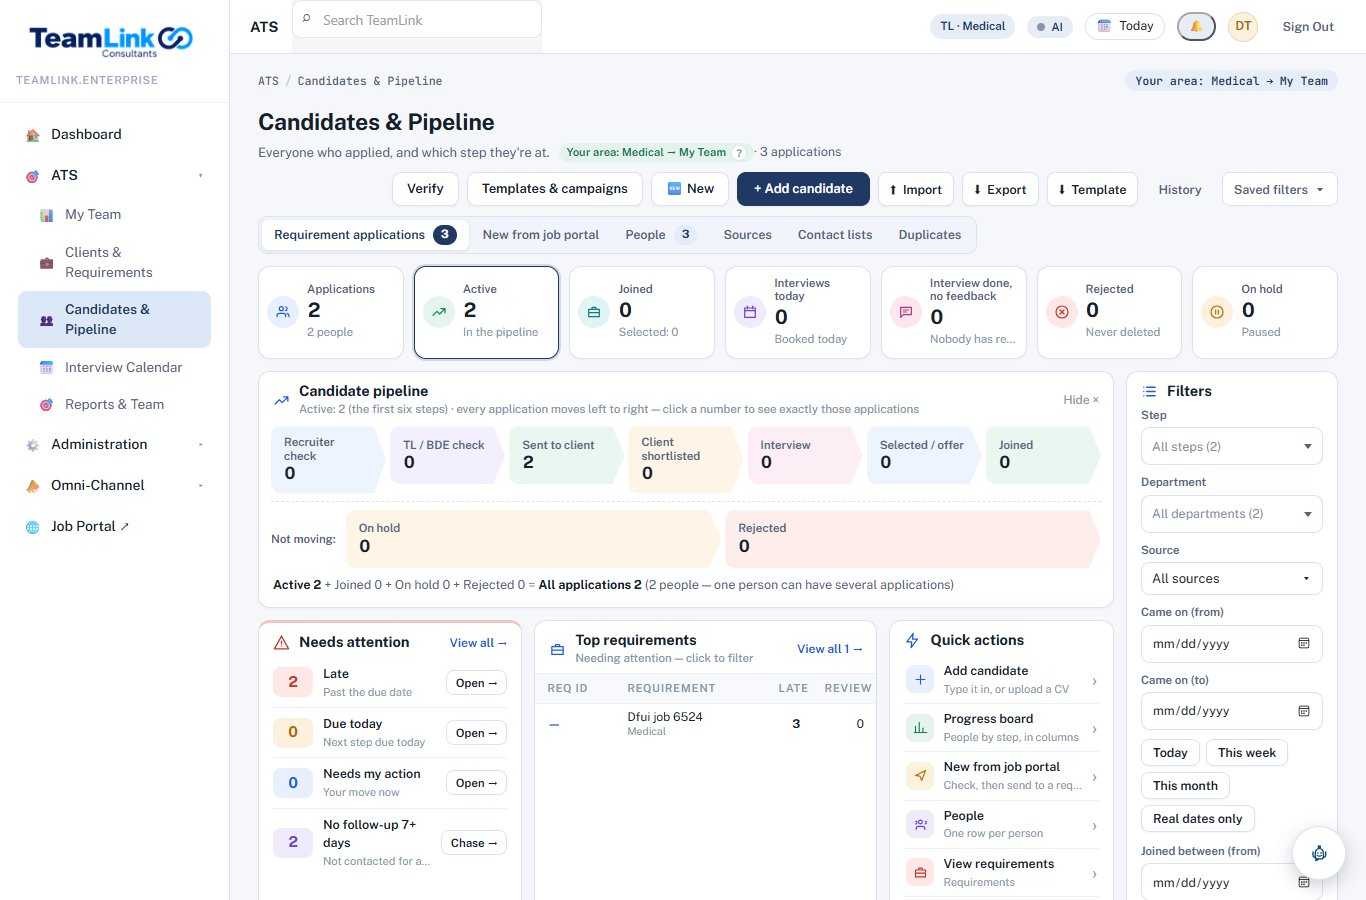 TeamLink
Consultants
TEAMLINK.ENTERPRISE
Dashboard
ATS
My Team
Clients &
Requirements
Candidates &
Pipeline
Interview Calendar
Reports & Team
Administration
Omni-Channel
Job Portal ↗
ATS
Search TeamLink
TL · Medical
AI
Today
DT
Sign Out
ATS / Candidates & Pipeline
Your area: Medical → My Team
Candidates & Pipeline
Everyone who applied, and which step they're at.
Your area: Medical → My Team ?
· 3 applications
Verify
Templates & campaigns
NEW New
+ Add candidate
⬆ Import
⬇ Export
⬇ Template
History
Saved filters
Requirement applications 3
New from job portal
People 3
Sources
Contact lists
Duplicates
Applications
2
2 people
Active
2
In the pipeline
Joined
0
Selected: 0
Interviews
today
0
Booked today
Interview done,
no feedback
0
Nobody has re...
Rejected
0
Never deleted
On hold
0
Paused
Candidate pipeline
Active: 2 (the first six steps) · every application moves left to right — click a number to see exactly those applications
Hide ×
Recruiter
check
0
TL / BDE check
0
Sent to client
2
Client
shortlisted
0
Interview
0
Selected / offer
0
Joined
0
Not moving:
On hold
0
Rejected
0
Active 2 + Joined 0 + On hold 0 + Rejected 0 = All applications 2 (2 people — one person can have several applications)
Needs attention
View all →
2
Late
Past the due date
Open →
0
Due today
Next step due today
Open →
0
Needs my action
Your move now
Open →
2
No follow-up 7+
days
Not contacted for a...
Chase →
Top requirements
Needing attention — click to filter
View all 1 →
REQ ID REQUIREMENT LATE REVIEW
— Dfui job 6524 3 0
Medical
Quick actions
Add candidate
Type it in, or upload a CV
Progress board
People by step, in columns
New from job portal
Check, then send to a req...
People
One row per person
View requirements
Requirements
Filters
Step
All steps (2)
Department
All departments (2)
Source
All sources
Came on (from)
mm/dd/yyyy
Came on (to)
mm/dd/yyyy
Today
This week
This month
Real dates only
Joined between (from)
mm/dd/yyyy